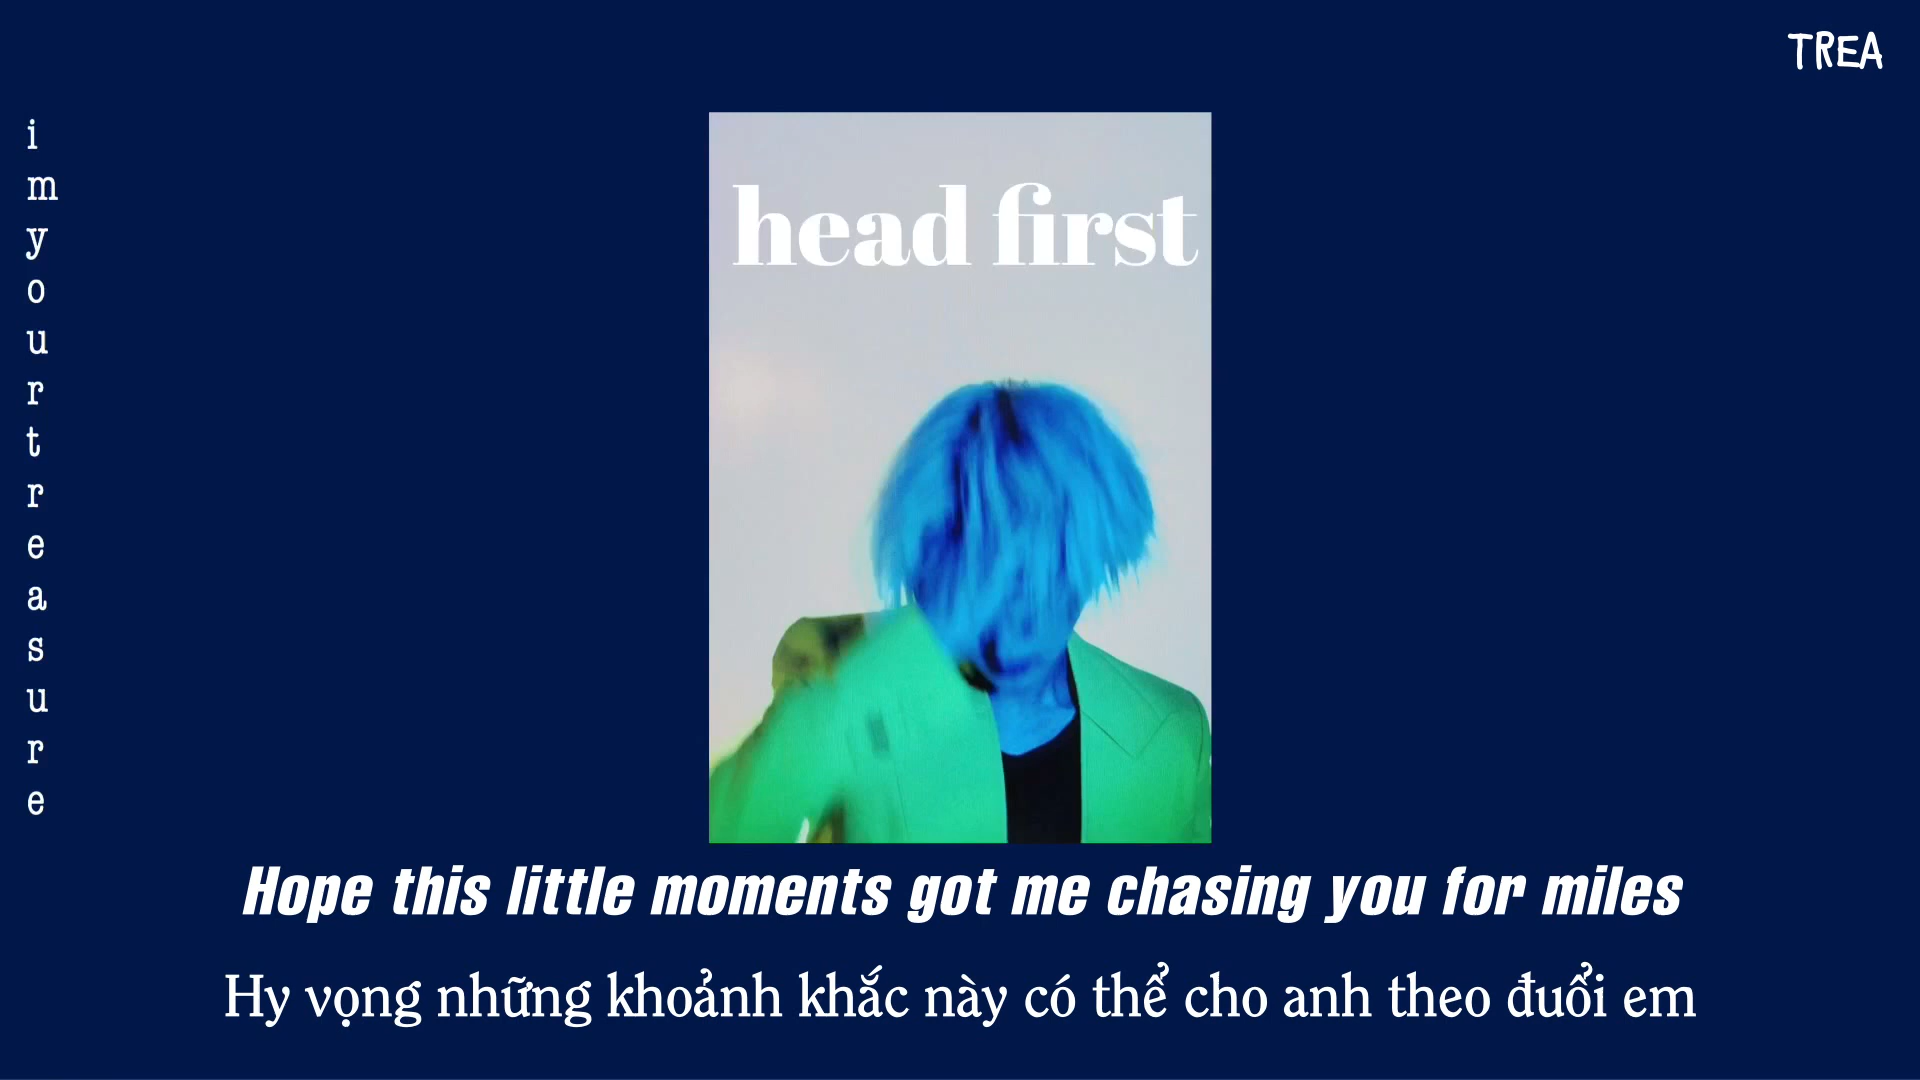 TREA
imyourtreasure
head first
Hope this little moments got me chasing you for miles
Hy vọng những khoảnh khắc này có thể cho anh theo đuổi em